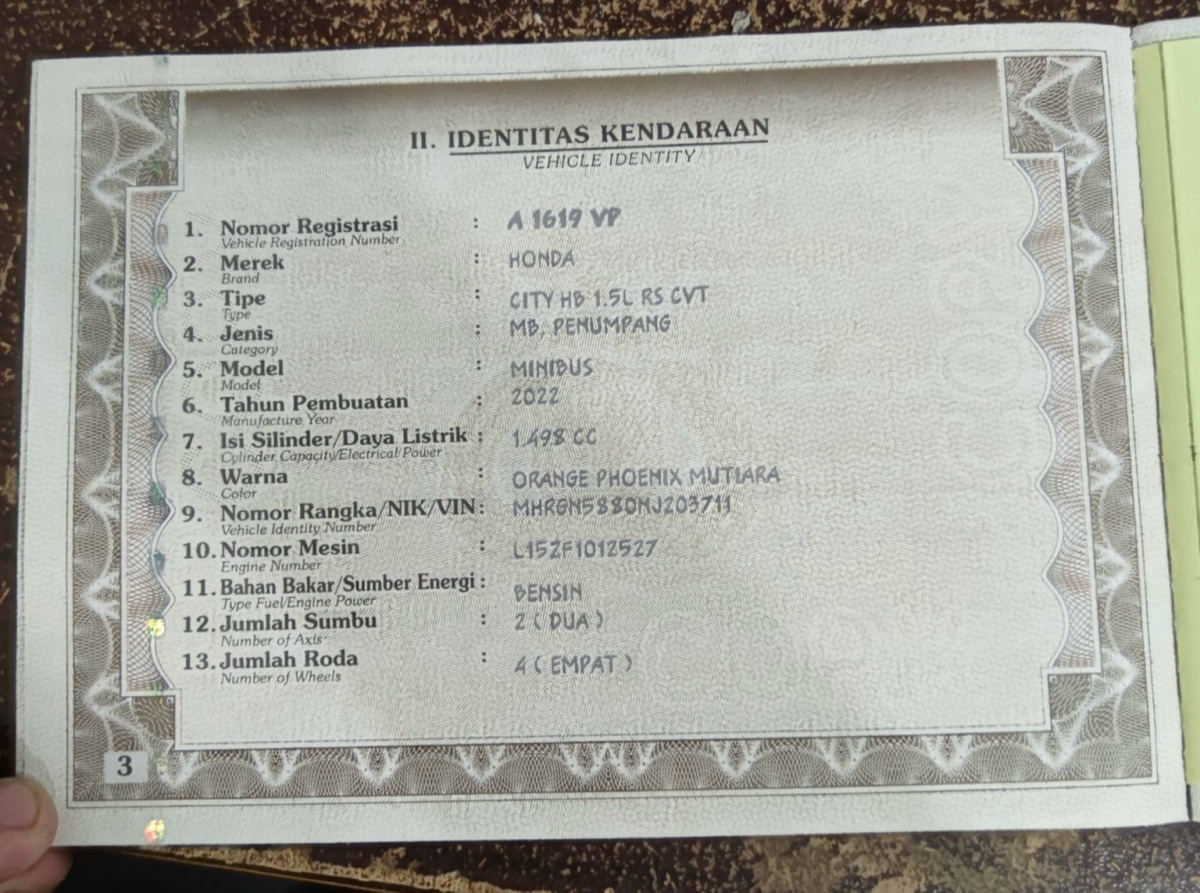 II. IDENTITAS KENDARAAN
VEHICLE IDENTITY
1. Nomor Registrasi : A 1619 VP
Vehicle Registration Number
2. Merek : HONDA
Brand
3. Tipe : CITY HB 1.5L RS CVT
Type
4. Jenis : MB, PENUMPANG
Category
5. Model : MINIBUS
Model
6. Tahun Pembuatan : 2022
Manufacture Year
7. Isi Silinder/Daya Listrik : 1.498 CC
Cylinder Capacity/Electrical Power
8. Warna : ORANGE PHOENIX MUTIARA
Color
9. Nomor Rangka/NIK/VIN : MHRGN5880NJ203711
Vehicle Identity Number
10. Nomor Mesin : L15ZF1012527
Engine Number
11. Bahan Bakar/Sumber Energi : BENSIN
Type Fuel/Engine Power
12. Jumlah Sumbu : 2 ( DUA )
Number of Axis
13. Jumlah Roda : 4 ( EMPAT )
Number of Wheels
3